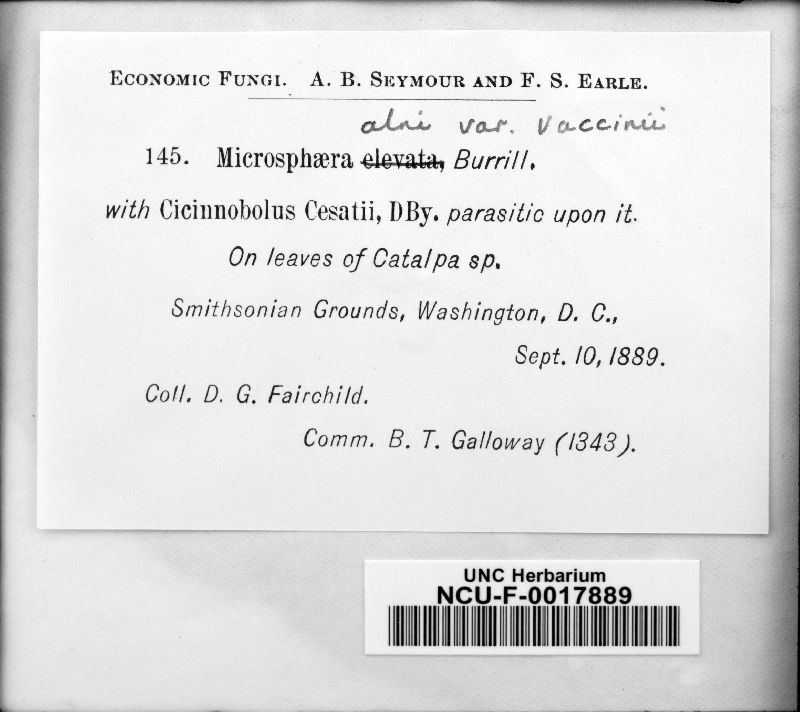 Economic Fungi. A. B. Seymour and F. S. Earle.
alni var. vaccinii
145. Microsphæra elevata, Burrill.
with Cicinnobolus Cesatii, DBy. parasitic upon it.
On leaves of Catalpa sp.
Smithsonian Grounds, Washington, D. C.,
Sept. 10, 1889.
Coll. D. G. Fairchild.
Comm. B. T. Galloway (1343).
UNC Herbarium
NCU-F-0017889